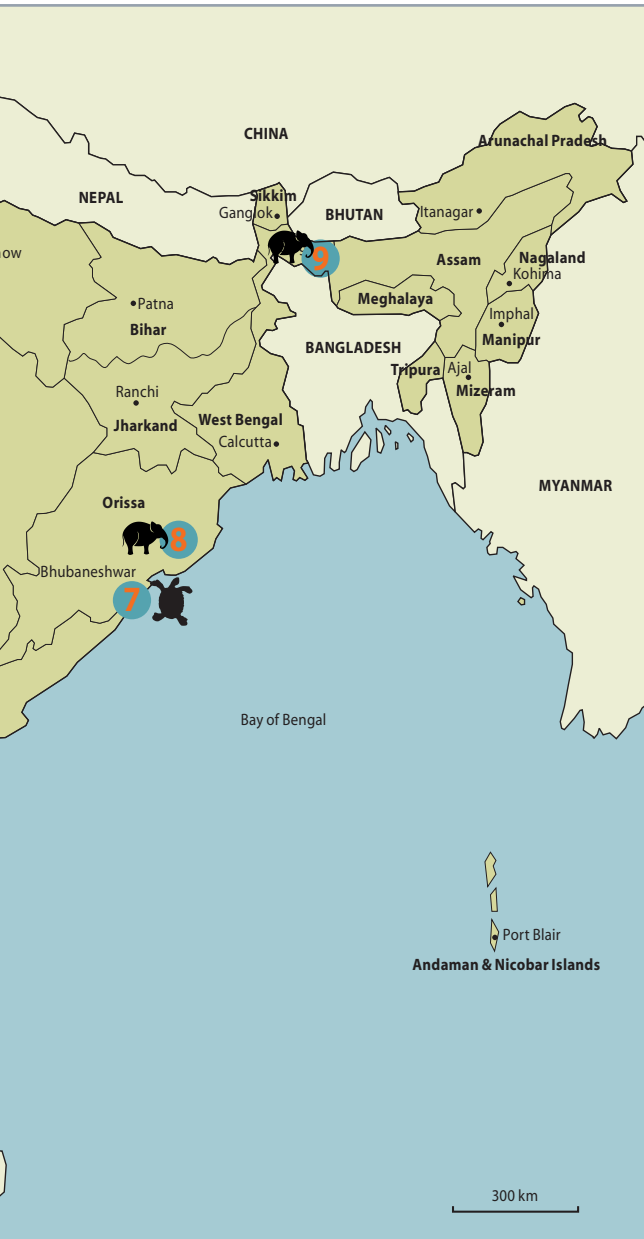 CHINA
Arunachal Pradesh
NEPAL
Sikkim
Gangtok
BHUTAN
Itanagar
ow
9
Assam
Nagaland
Kohima
Patna
Bihar
Meghalaya
Imphal
Manipur
BANGLADESH
Tripura
Ajal
Mizeram
Ranchi
Jharkand
West Bengal
Calcutta
MYANMAR
Orissa
8
Bhubaneshwar
7
Bay of Bengal
Port Blair
Andaman & Nicobar Islands
300 km